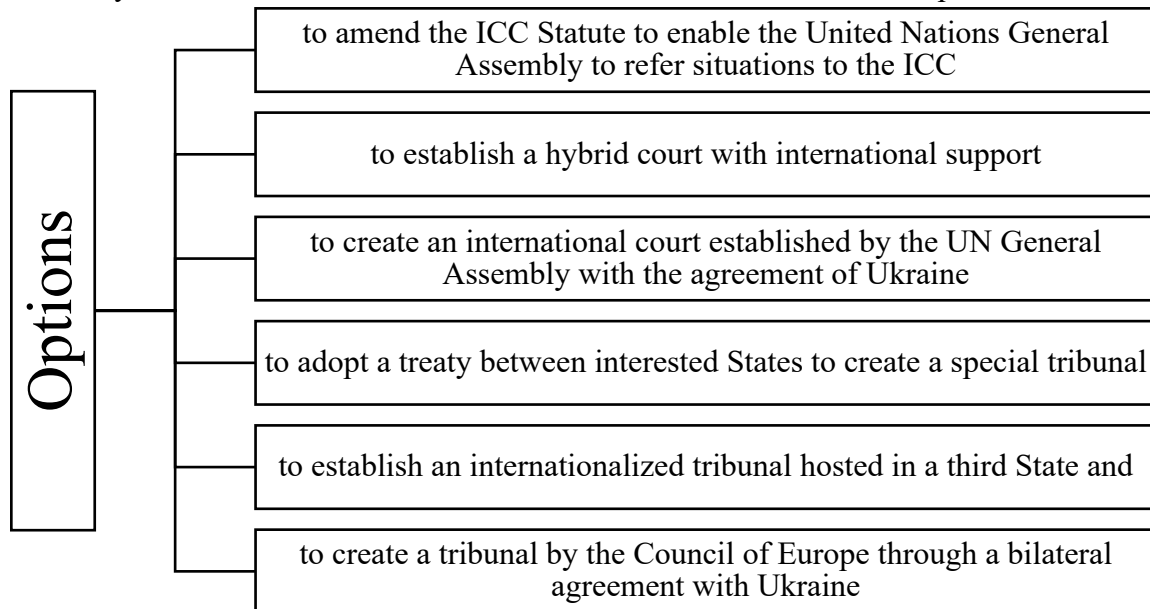 Options
to amend the ICC Statute to enable the United Nations General
Assembly to refer situations to the ICC
to establish a hybrid court with international support
to create an international court established by the UN General
Assembly with the agreement of Ukraine
to adopt a treaty between interested States to create a special tribunal
to establish an internationalized tribunal hosted in a third State and
to create a tribunal by the Council of Europe through a bilateral
agreement with Ukraine